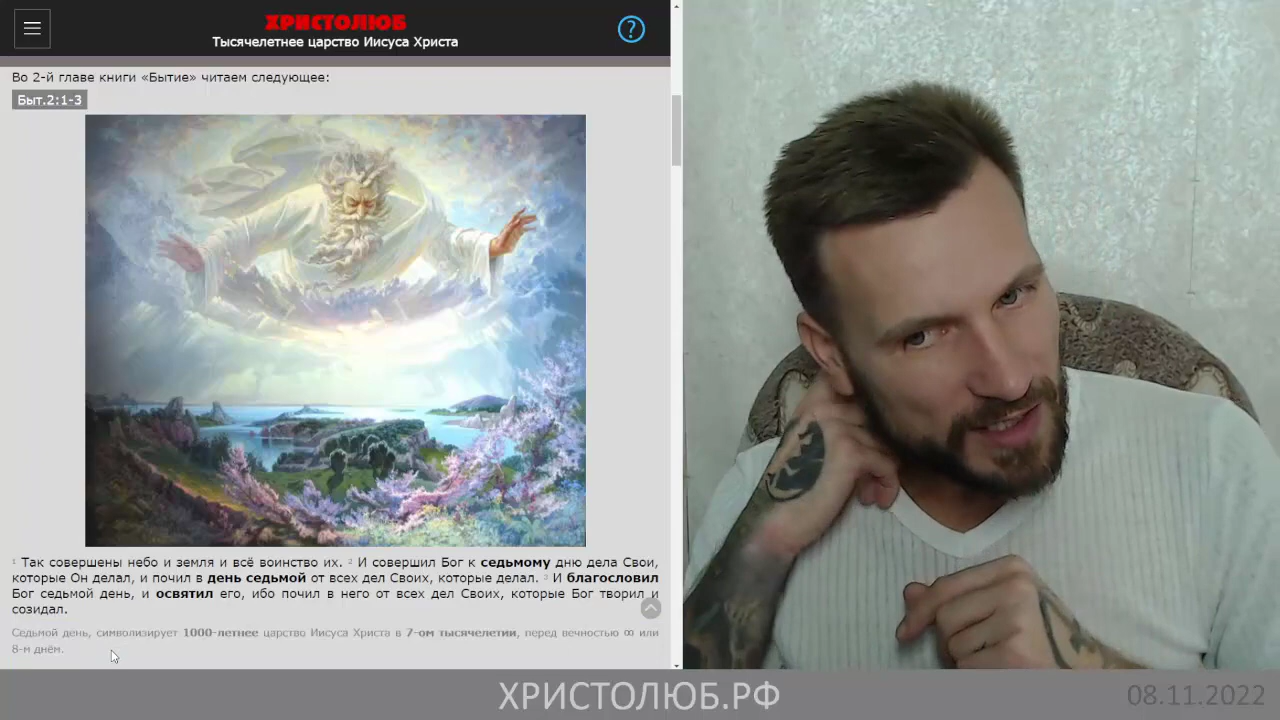 ХРИСТОЛЮБ
Тысячелетнее царство Иисуса Христа
?
Во 2-й главе книги «Бытие» читаем следующее:
Быт.2:1-3
1 Так совершены небо и земля и всё воинство их. 2 И совершил Бог к седьмому дню дела Свои,
которые Он делал, и почил в день седьмой от всех дел Своих, которые делал. 3 И благословил
Бог седьмой день, и освятил его, ибо почил в него от всех дел Своих, которые Бог творил и
созидал.
Седьмой день, символизирует 1000-летнее царство Иисуса Христа в 7-ом тысячелетии, перед вечностью ∞ или
8-м днём.
ХРИСТОЛЮБ.РФ
08.11.2022